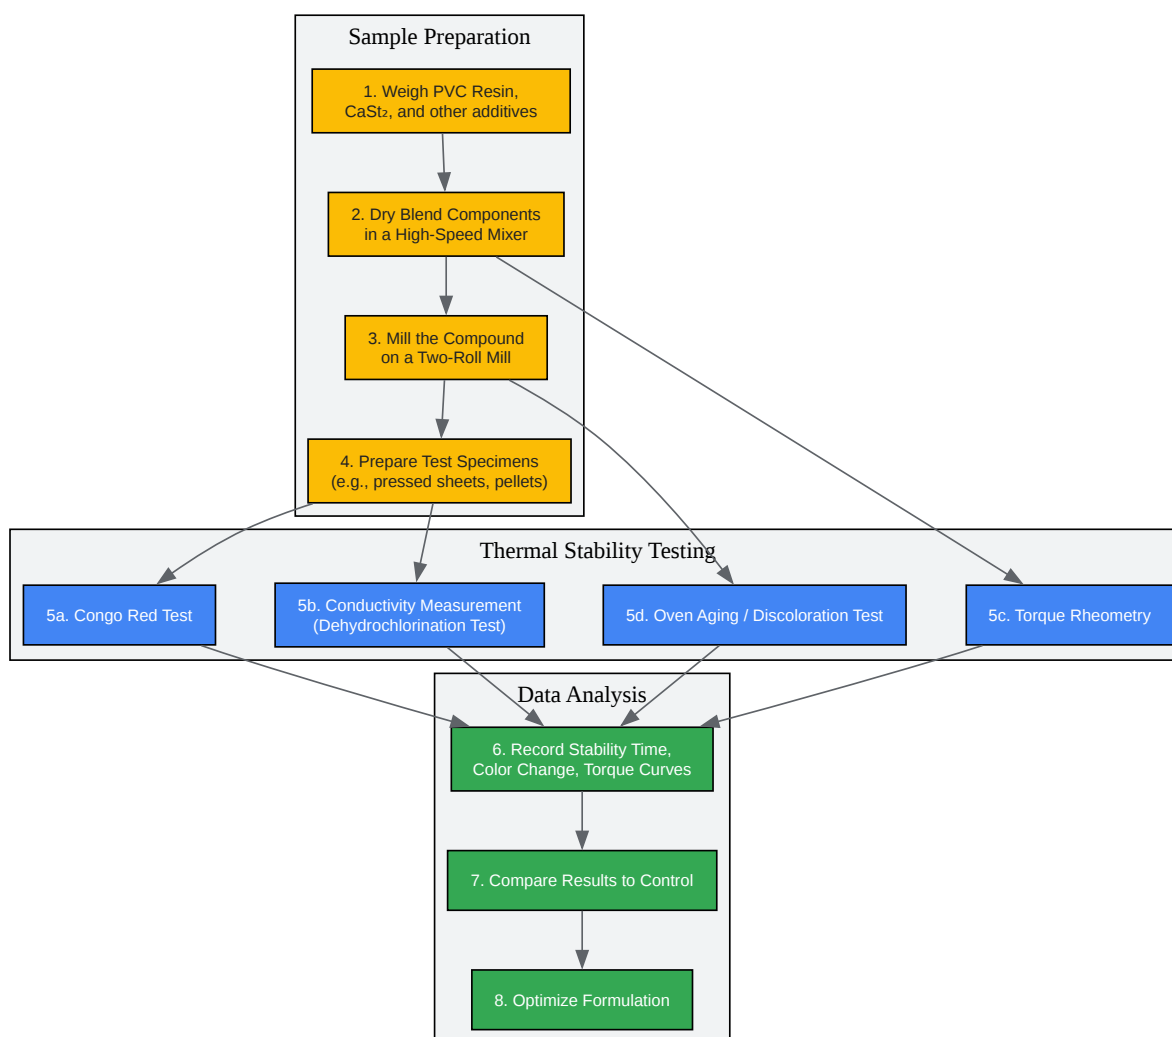 Sample Preparation
1. Weigh PVC Resin,
CaSt₂, and other additives
2. Dry Blend Components
in a High-Speed Mixer
3. Mill the Compound
on a Two-Roll Mill
4. Prepare Test Specimens
(e.g., pressed sheets, pellets)
Thermal Stability Testing
5a. Congo Red Test
5b. Conductivity Measurement
(Dehydrochlorination Test)
5d. Oven Aging / Discoloration Test
5c. Torque Rheometry
Data Analysis
6. Record Stability Time,
Color Change, Torque Curves
7. Compare Results to Control
8. Optimize Formulation